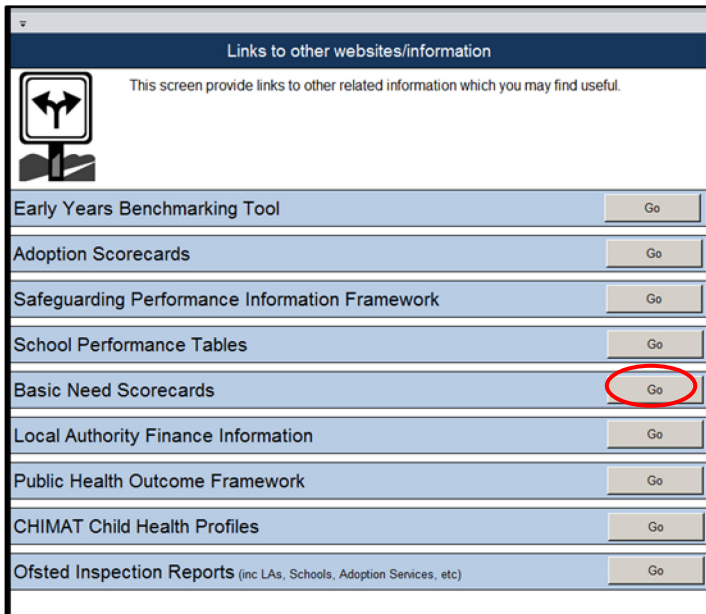 Links to other websites/information
This screen provide links to other related information which you may find useful.
Early Years Benchmarking Tool Go
Adoption Scorecards Go
Safeguarding Performance Information Framework Go
School Performance Tables Go
Basic Need Scorecards Go
Local Authority Finance Information Go
Public Health Outcome Framework Go
CHIMAT Child Health Profiles Go
Ofsted Inspection Reports (inc LAs, Schools, Adoption Services, etc) Go